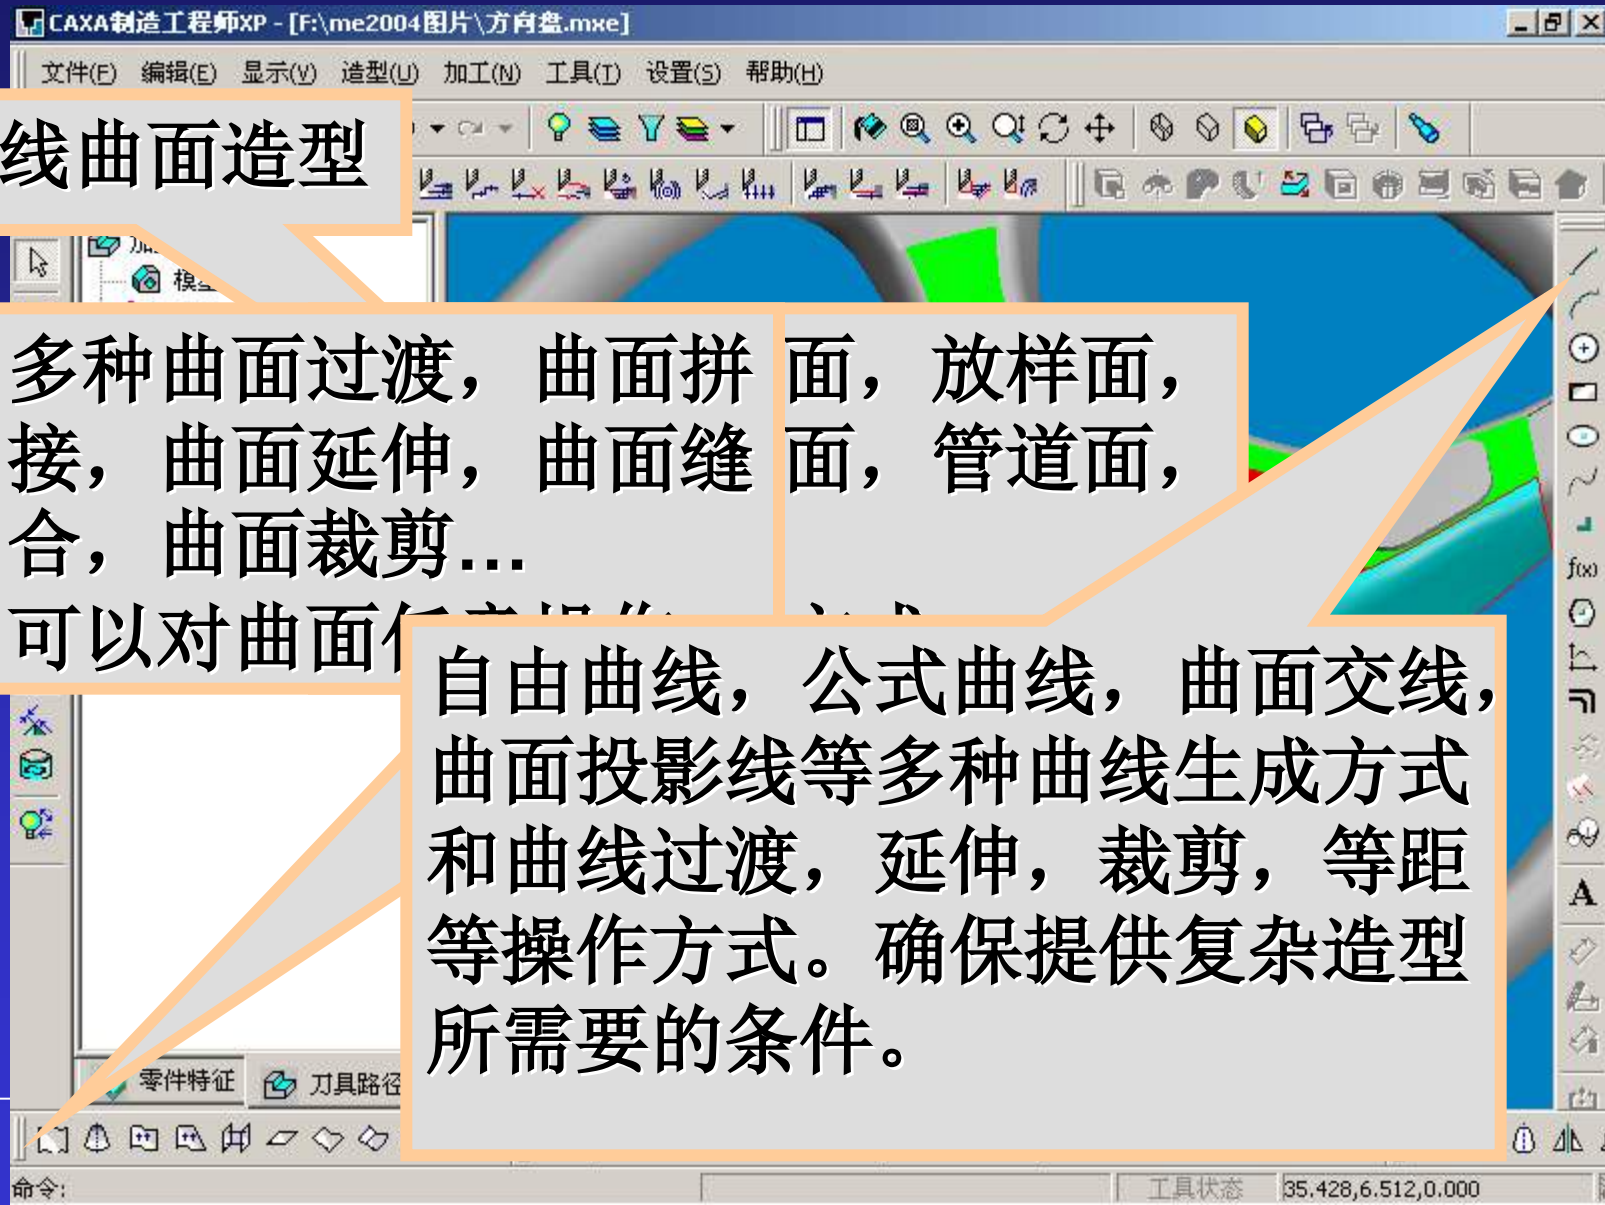 CAXA制造工程师XP - [F:\me2004图片\方向盘.mxe]
文件(F) 编辑(E) 显示(V) 造型(U) 加工(N) 工具(T) 设置(S) 帮助(H)
线曲面造型
多种曲面过渡，曲面拼
接，曲面延伸，曲面缝
合，曲面裁剪...
可以对曲面
面，放样面，
面，管道面，
自由曲线，公式曲线，曲面交线，
曲面投影线等多种曲线生成方式
和曲线过渡，延伸，裁剪，等距
等操作方式。确保提供复杂造型
所需要的条件。
f(x)
A
零件特征 刀具路径
命令:
工具状态 35.428,6.512,0.000